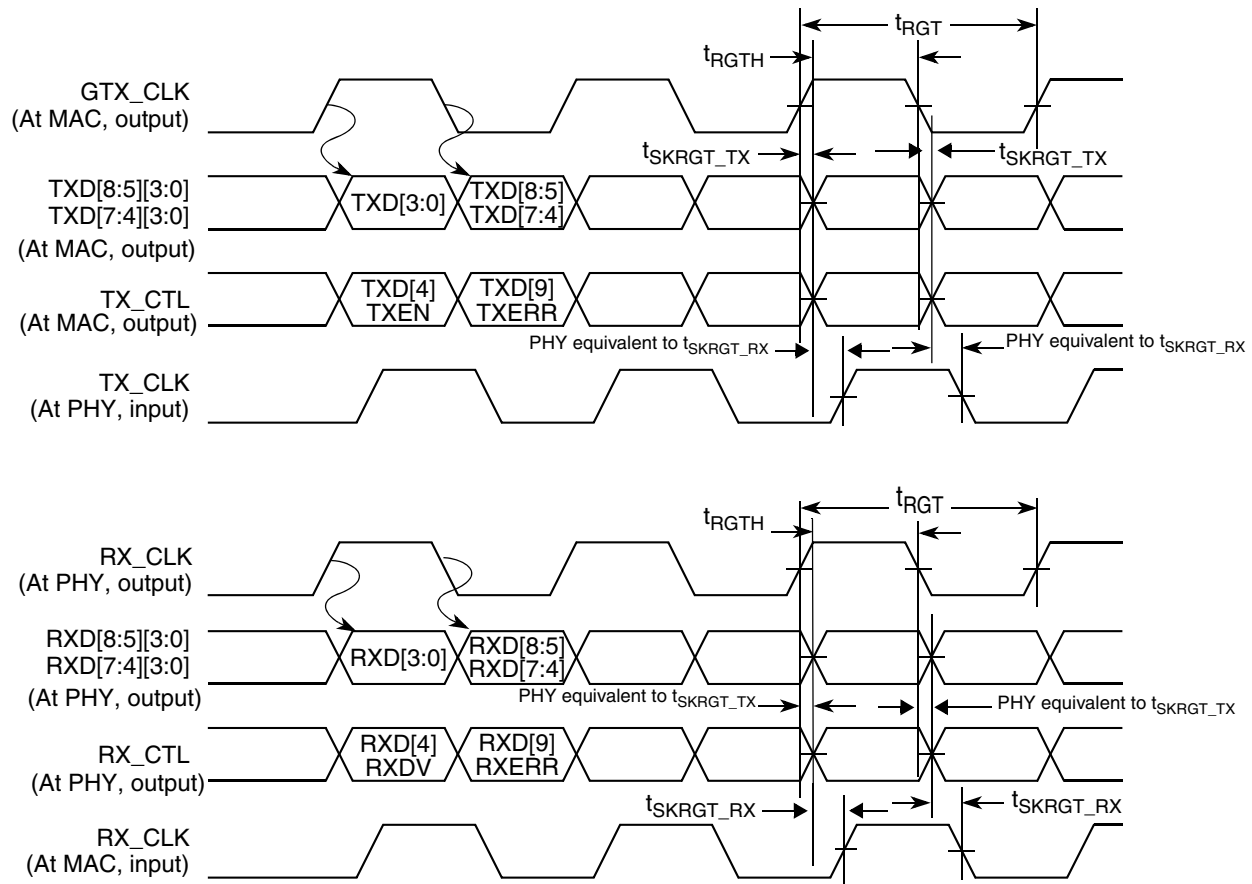 tRGT
tRGTH
GTX_CLK
(At MAC, output)
tSKRGT_TX
tSKRGT_TX
TXD[8:5][3:0]
TXD[7:4][3:0]
(At MAC, output)
TXD[3:0]
TXD[8:5]
TXD[7:4]
TX_CTL
(At MAC, output)
TXD[4]
TXEN
TXD[9]
TXERR
PHY equivalent to tSKRGT_RX
PHY equivalent to tSKRGT_RX
TX_CLK
(At PHY, input)
tRGT
tRGTH
RX_CLK
(At PHY, output)
RXD[8:5][3:0]
RXD[7:4][3:0]
(At PHY, output)
RXD[3:0]
RXD[8:5]
RXD[7:4]
PHY equivalent to tSKRGT_TX
PHY equivalent to tSKRGT_TX
RX_CTL
(At PHY, output)
RXD[4]
RXDV
RXD[9]
RXERR
tSKRGT_RX
tSKRGT_RX
RX_CLK
(At MAC, input)